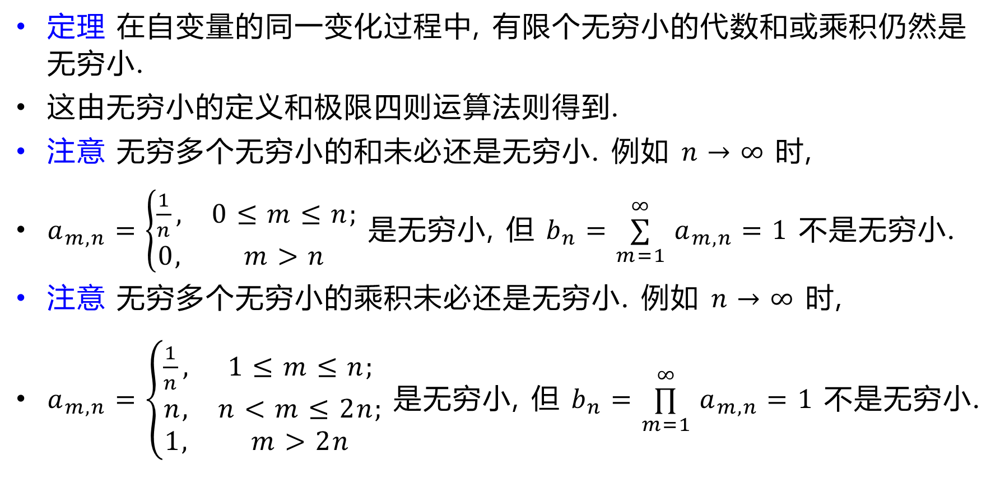 • 定理 在自变量的同一变化过程中, 有限个无穷小的代数和或乘积仍然是
无穷小.
• 这由无穷小的定义和极限四则运算法则得到.
• 注意 无穷多个无穷小的和未必还是无穷小. 例如 $n \to \infty$ 时,
• $a_{m,n} = \begin{cases} \frac{1}{n}, & 0 \le m \le n; \\ 0, & m > n \end{cases}$ 是无穷小, 但 $b_n = \sum\limits_{m=1}^{\infty} a_{m,n} = 1$ 不是无穷小.
• 注意 无穷多个无穷小的乘积未必还是无穷小. 例如 $n \to \infty$ 时,
• $a_{m,n} = \begin{cases} \frac{1}{n}, & 1 \le m \le n; \\ n, & n < m \le 2n; \\ 1, & m > 2n \end{cases}$ 是无穷小, 但 $b_n = \prod\limits_{m=1}^{\infty} a_{m,n} = 1$ 不是无穷小.